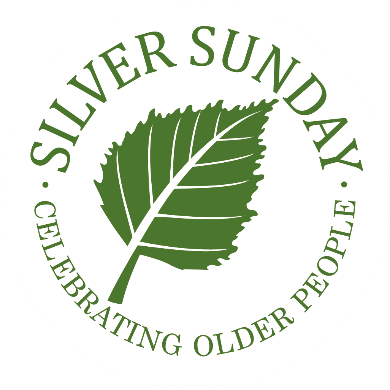 SILVER SUNDAY
· CELEBRATING OLDER PEOPLE ·